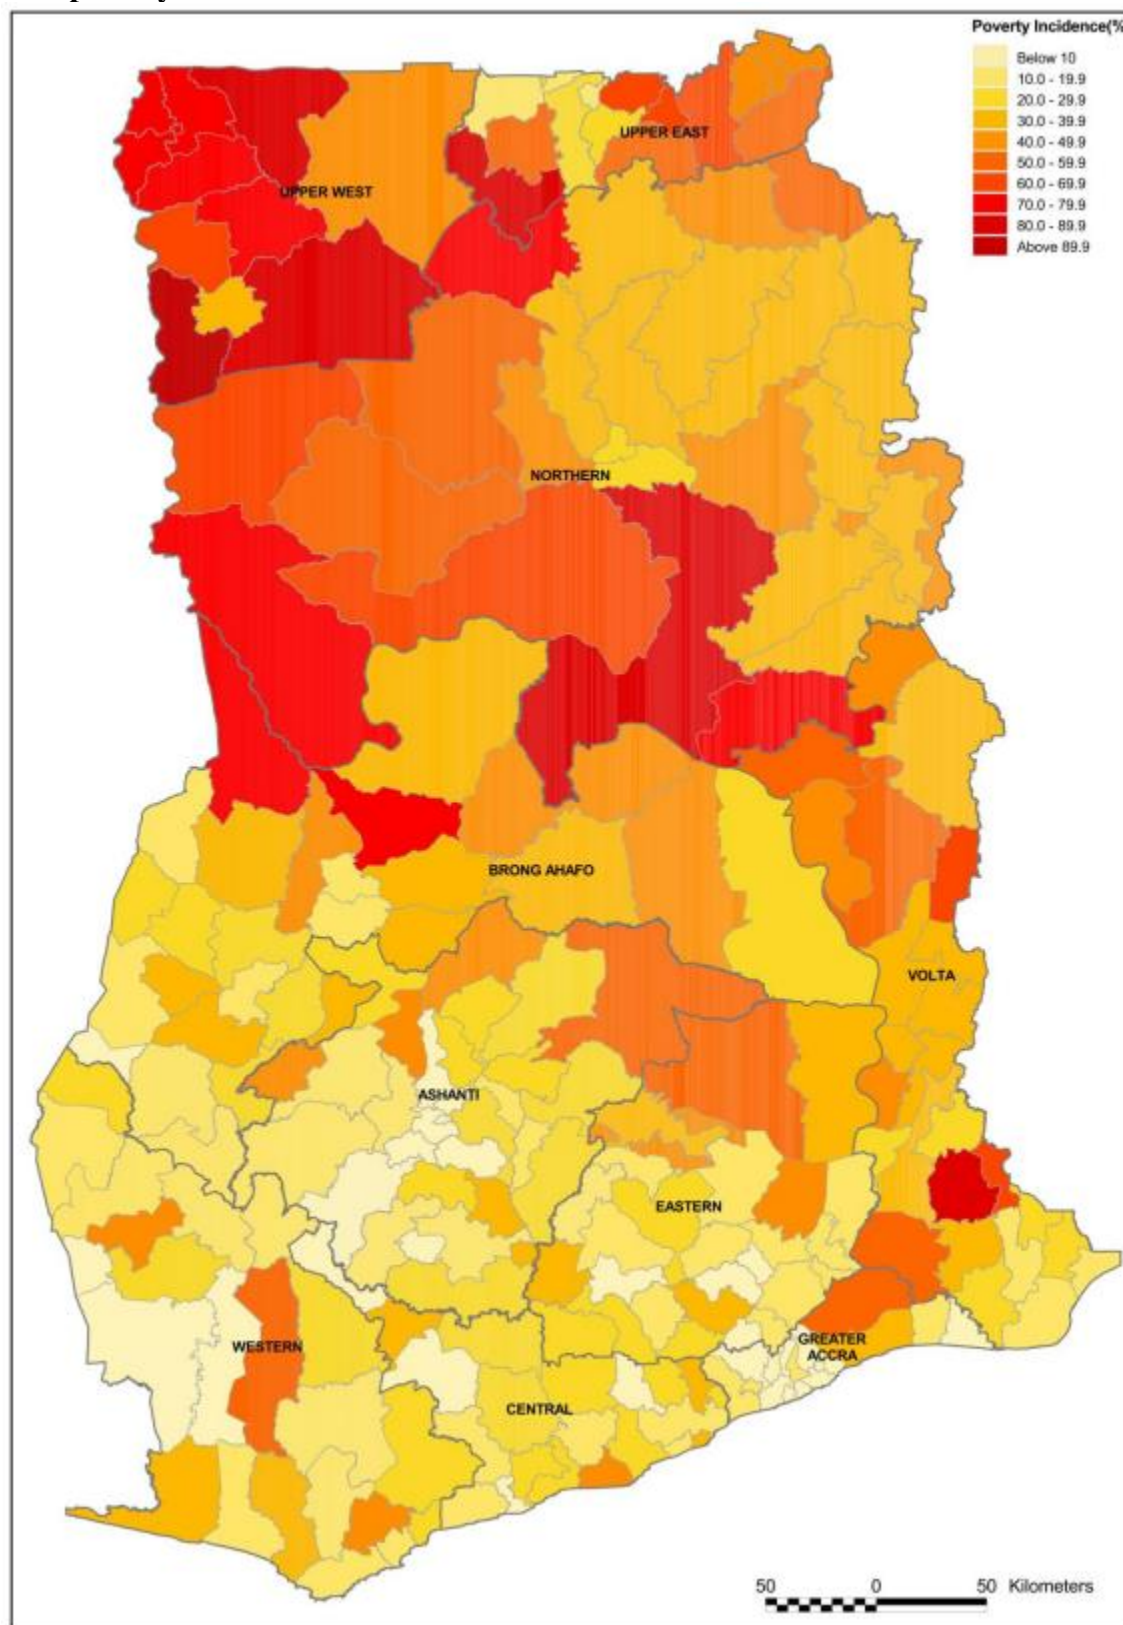 Poverty Incidence(%
Below 10
10.0 - 19.9
20.0 - 29.9
30.0 - 39.9
40.0 - 49.9
50.0 - 59.9
60.0 - 69.9
70.0 - 79.9
80.0 - 89.9
Above 89.9
UPPER EAST
UPPER WEST
NORTHERN
BRONG AHAFO
VOLTA
ASHANTI
EASTERN
WESTERN
GREATER
ACCRA
CENTRAL
50 0 50 Kilometers